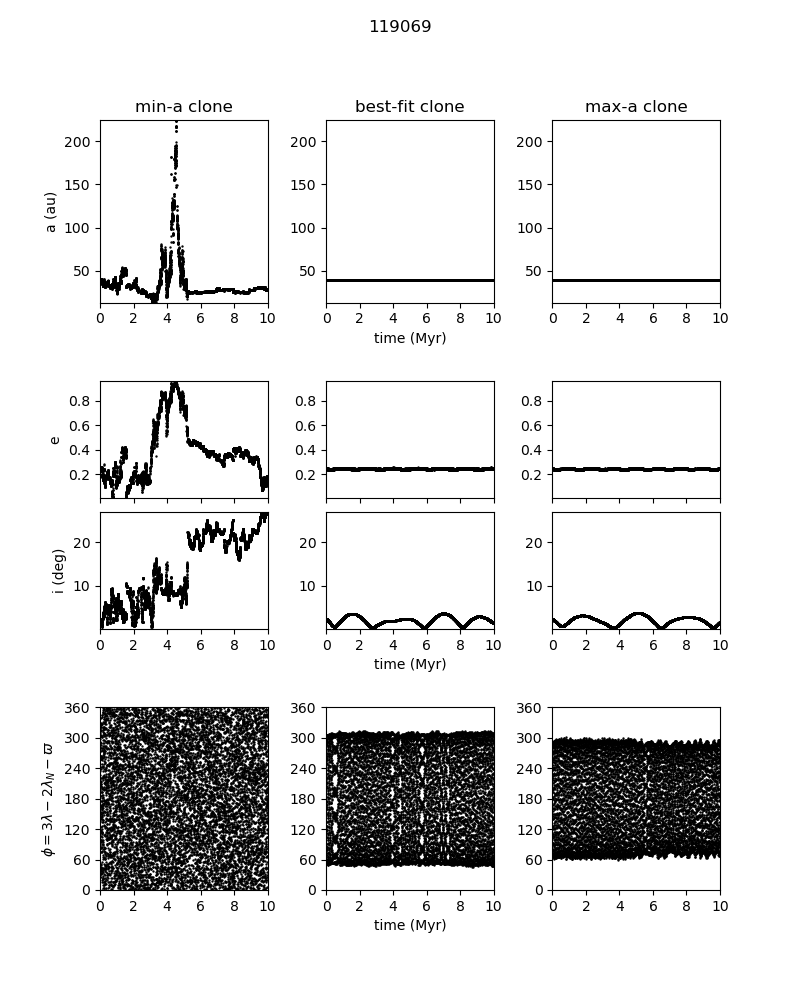 119069
min-a clone best-fit clone max-a clone
a (au)
200 200 200
150 150 150
100 100 100
50 50 50
0 2 4 6 8 10 0 2 4 6 8 10 0 2 4 6 8 10
time (Myr) time (Myr)
e
0.8 0.8 0.8
0.6 0.6 0.6
0.4 0.4 0.4
0.2 0.2 0.2
i (deg)
20 20 20
10 10 10
0 2 4 6 8 10 0 2 4 6 8 10 0 2 4 6 8 10
time (Myr) time (Myr)
ϕ = 3λ − 2λ_N − ϖ
360 360 360
300 300 300
240 240 240
180 180 180
120 120 120
60 60 60
0 0 0
0 2 4 6 8 10 0 2 4 6 8 10 0 2 4 6 8 10
time (Myr)